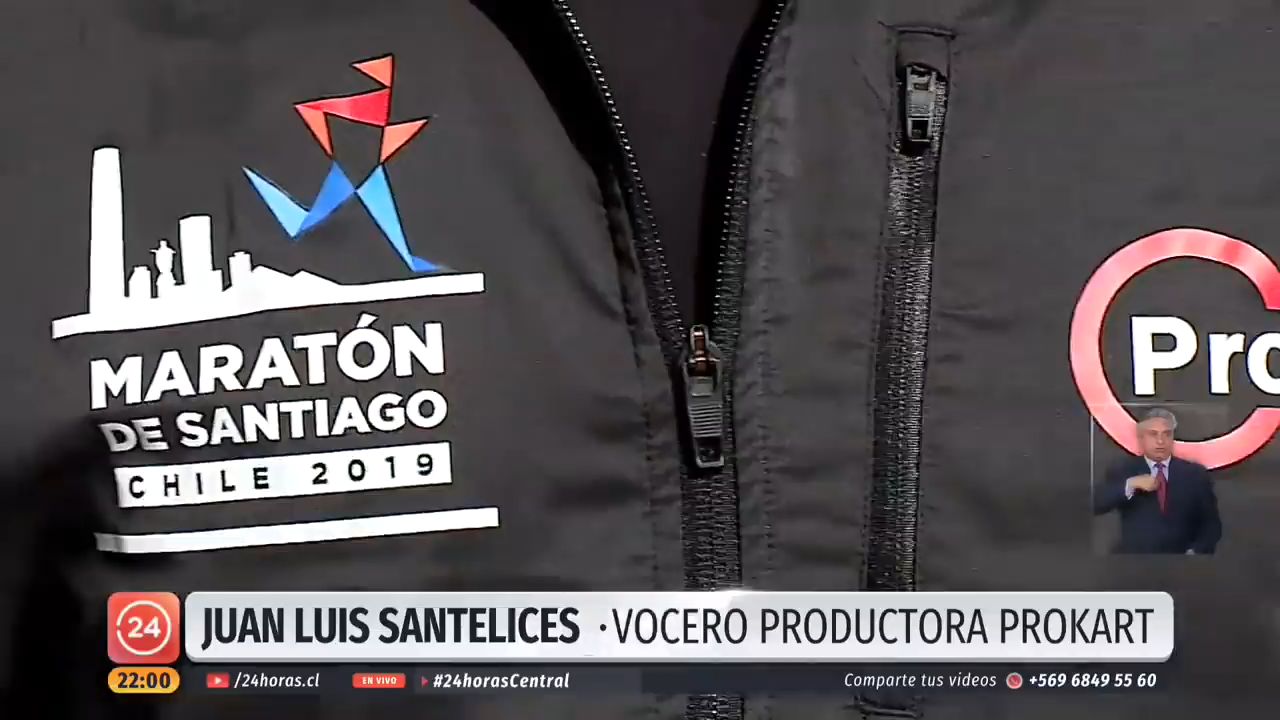 MARATÓN
DE SANTIAGO
CHILE 2019
Pro
24
JUAN LUIS SANTELICES · VOCERO PRODUCTORA PROKART
22:00
/24horas.cl
EN VIVO
#24horasCentral
Comparte tus videos
+569 6849 55 60